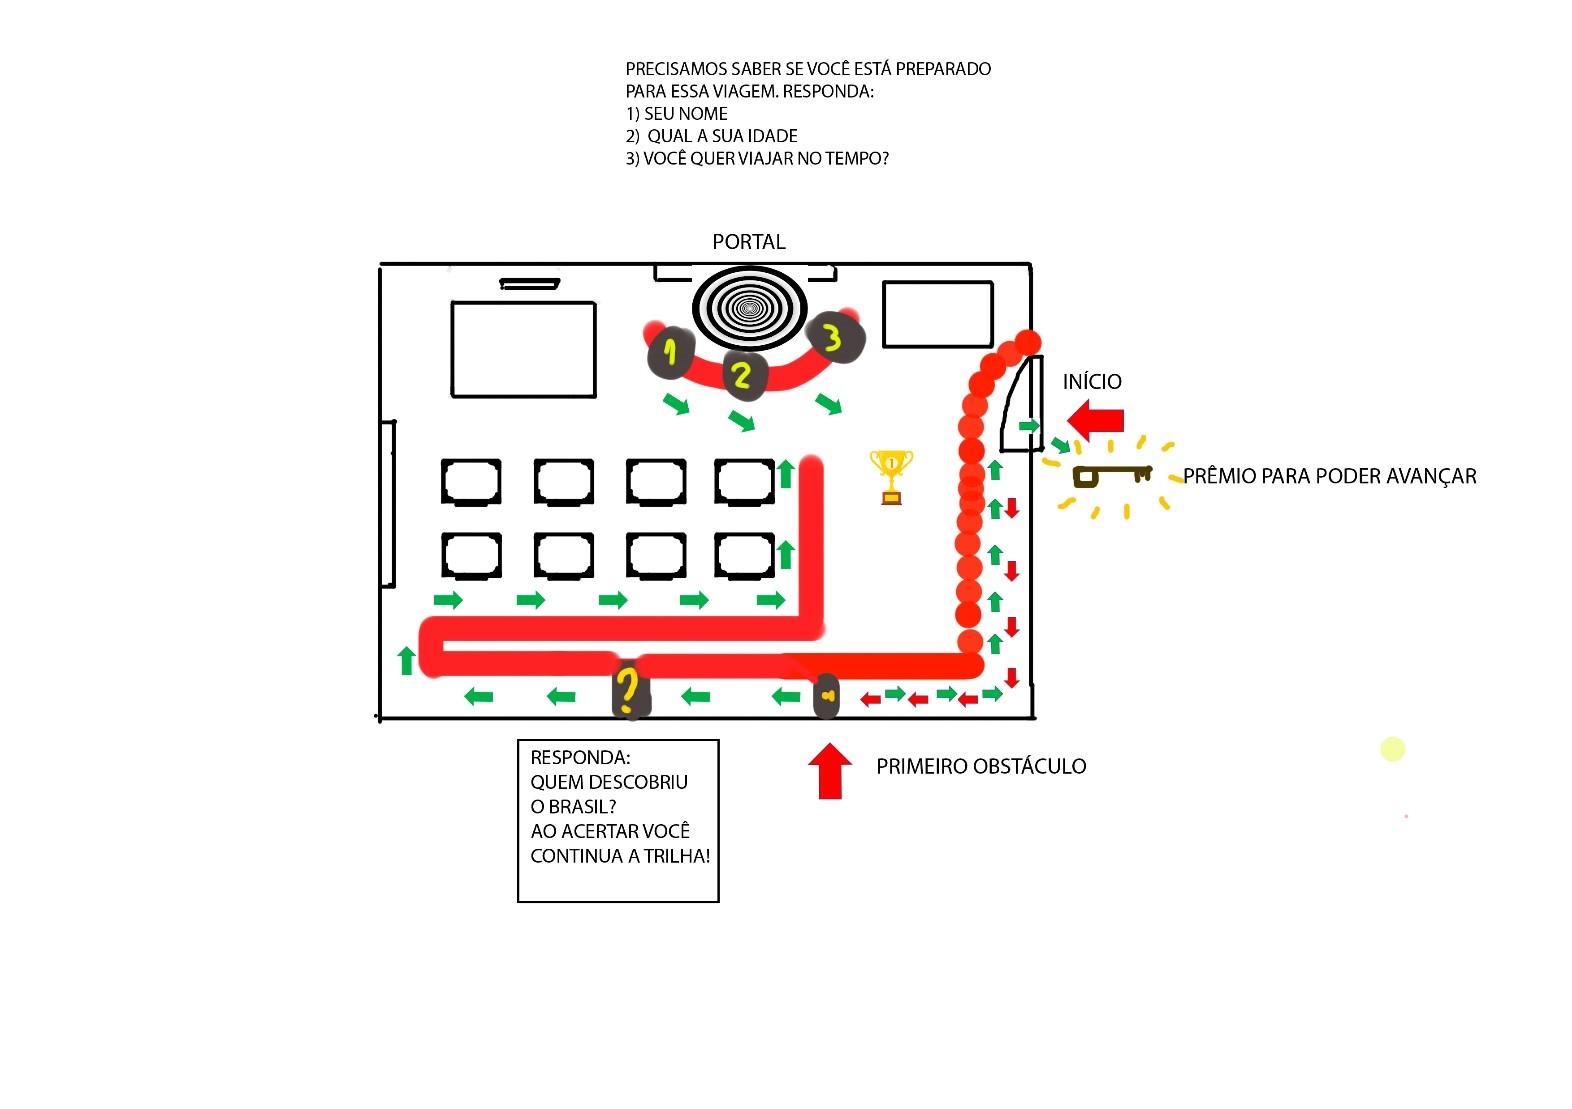 PRECISAMOS SABER SE VOCÊ ESTÁ PREPARADO
PARA ESSA VIAGEM. RESPONDA:
1) SEU NOME
2) QUAL A SUA IDADE
3) VOCÊ QUER VIAJAR NO TEMPO?
PORTAL
1
2
3
INÍCIO
1
PRÊMIO PARA PODER AVANÇAR
?
PRIMEIRO OBSTÁCULO
RESPONDA:
QUEM DESCOBRIU
O BRASIL?
AO ACERTAR VOCÊ
CONTINUA A TRILHA!